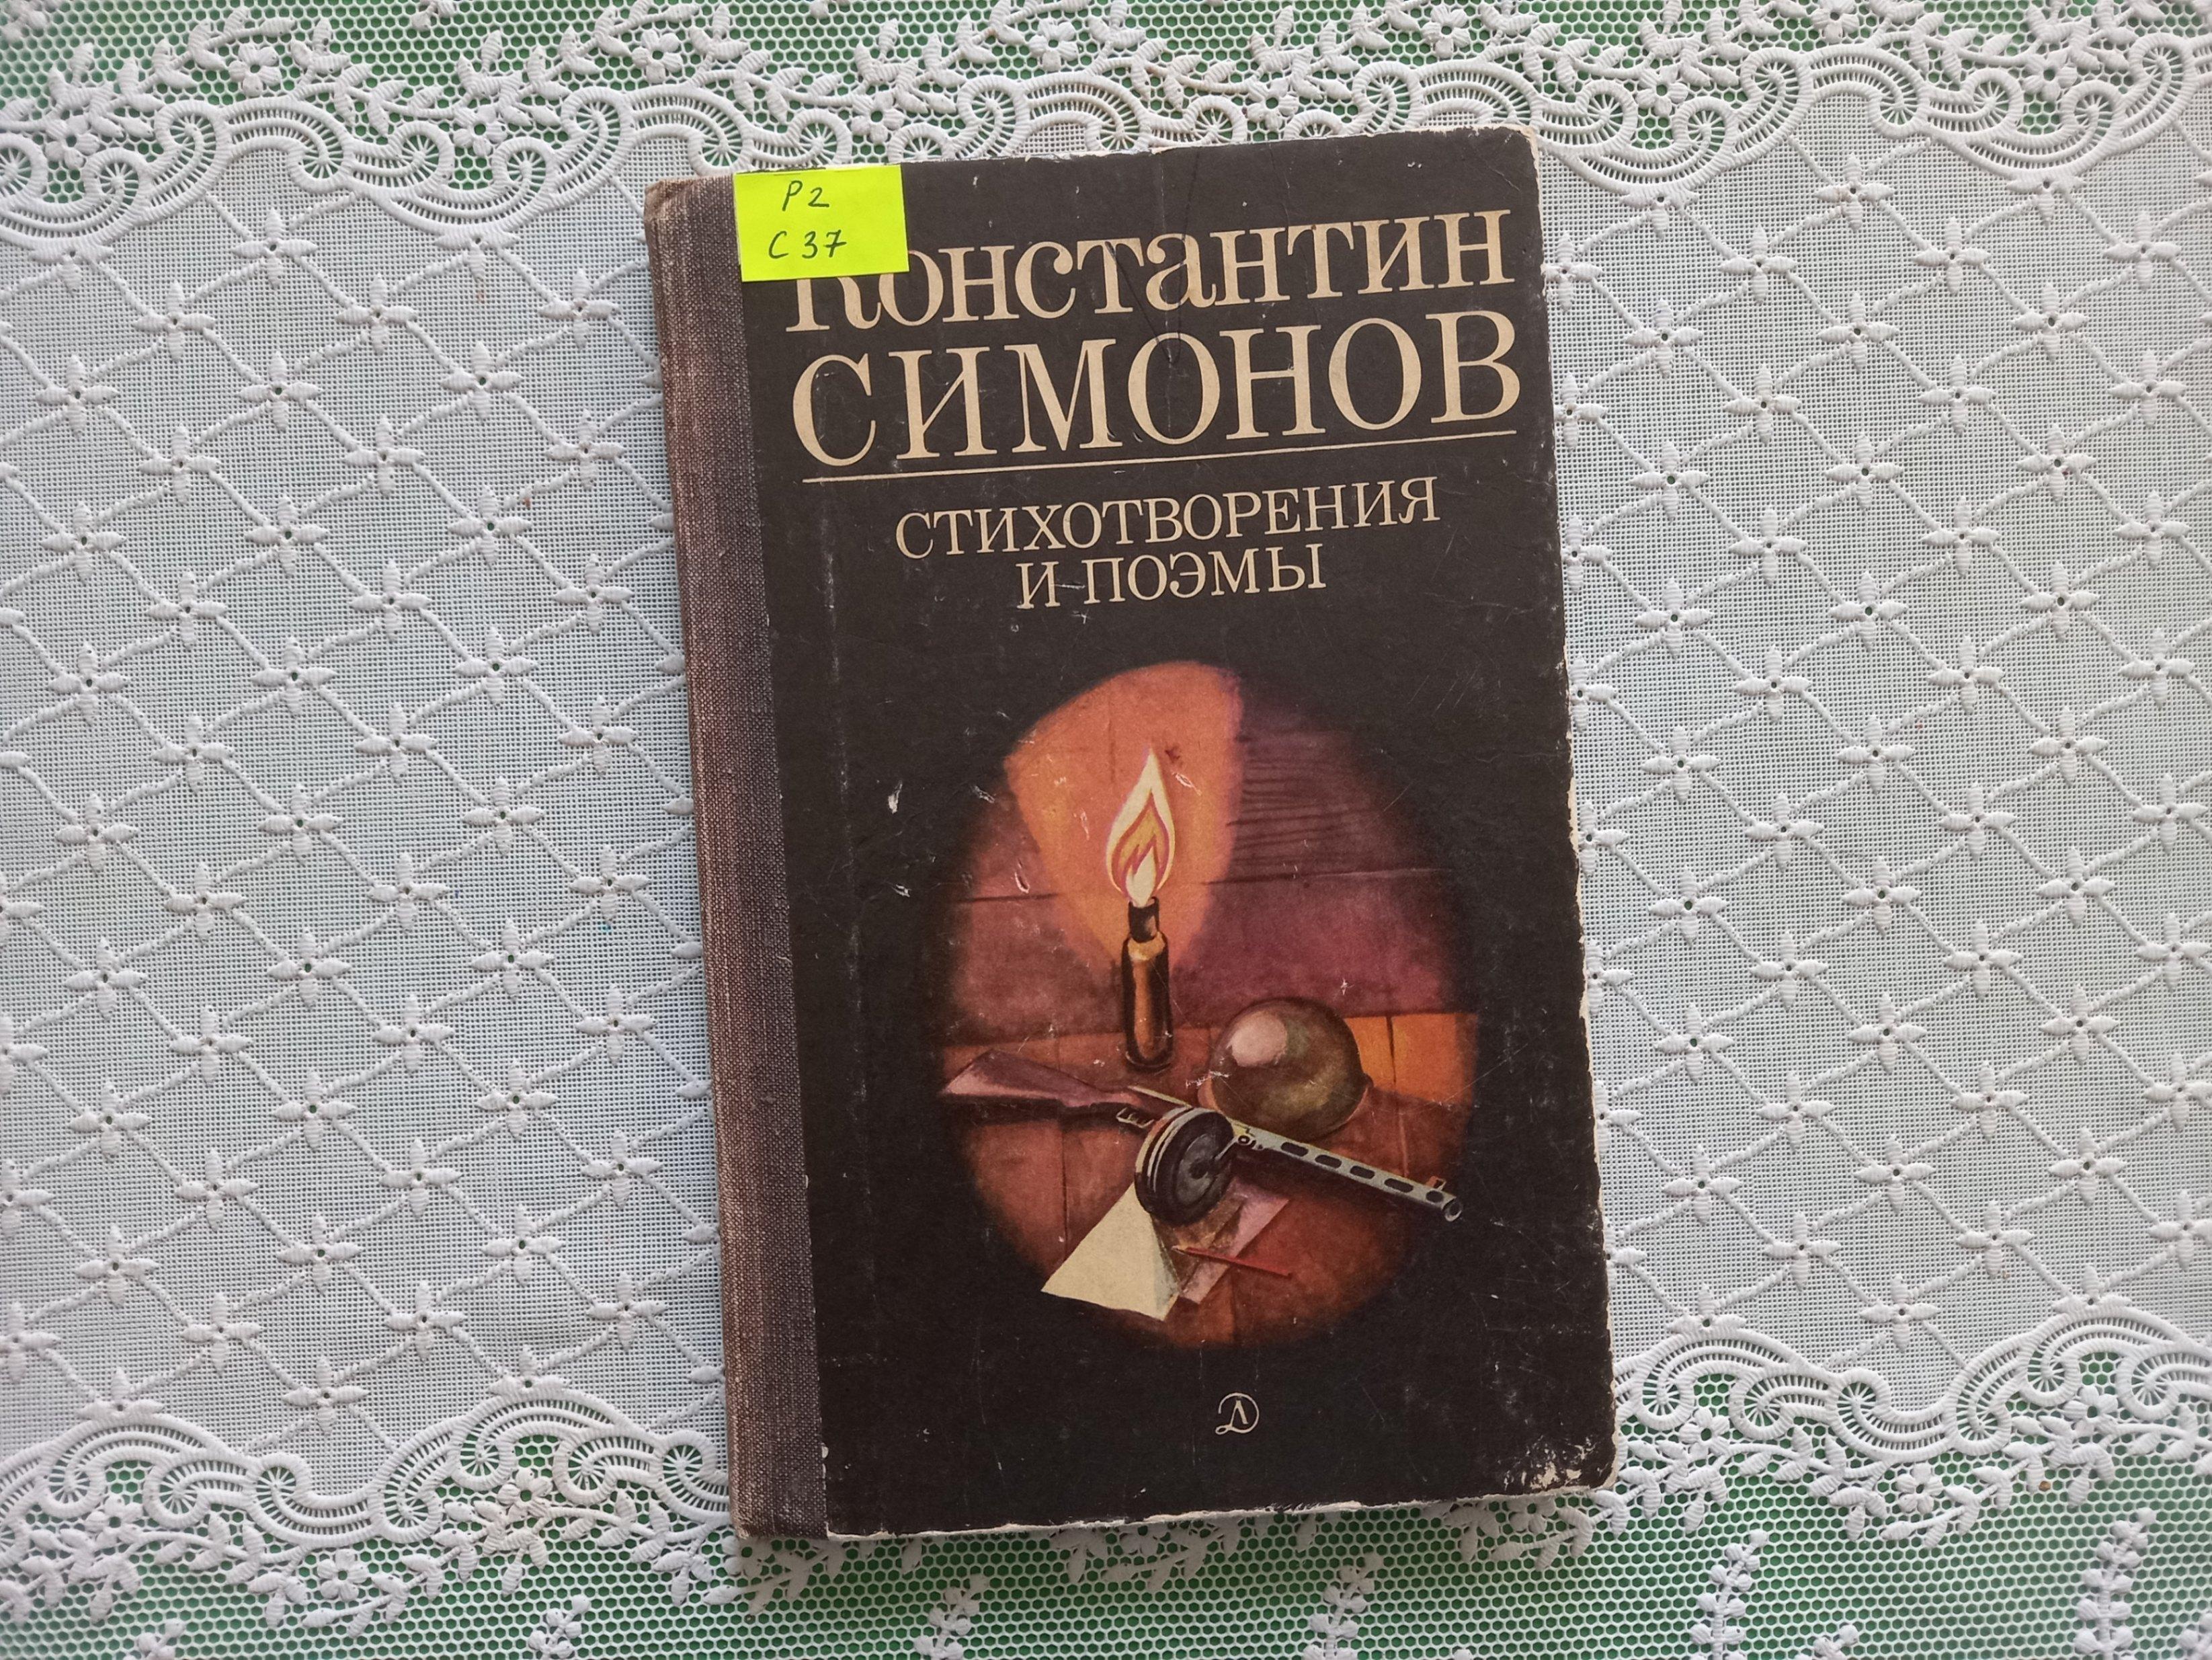 Р2
С37
Константин
СИМОНОВ
СТИХОТВОРЕНИЯ
И ПОЭМЫ
Д